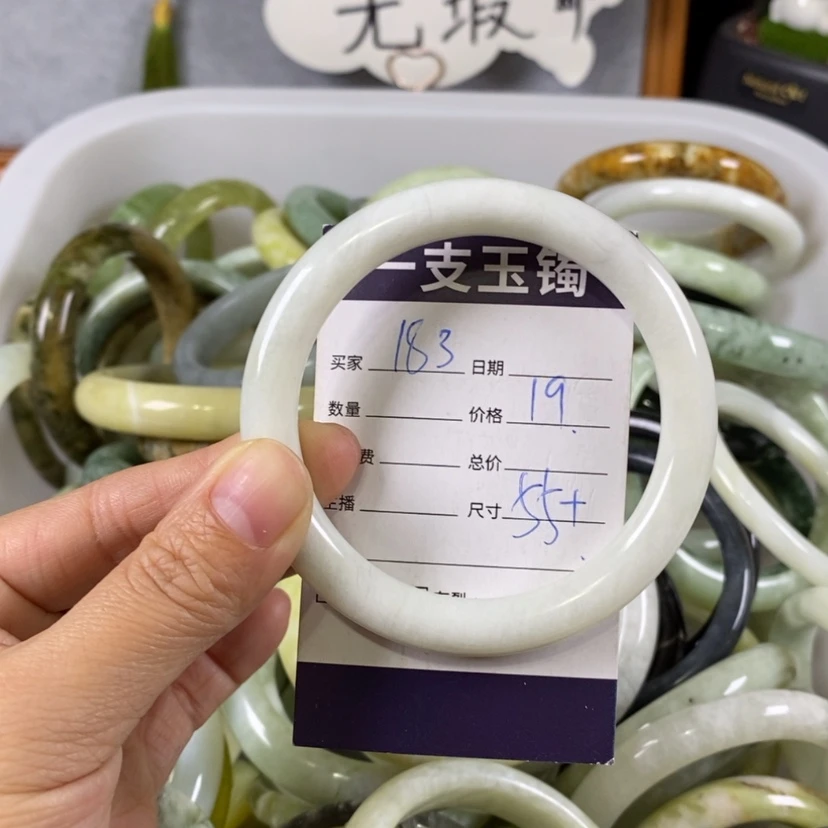 无瑕
一支玉镯
买家 183 日期
数量 价格 19
费 总价
主播 尺寸 55+